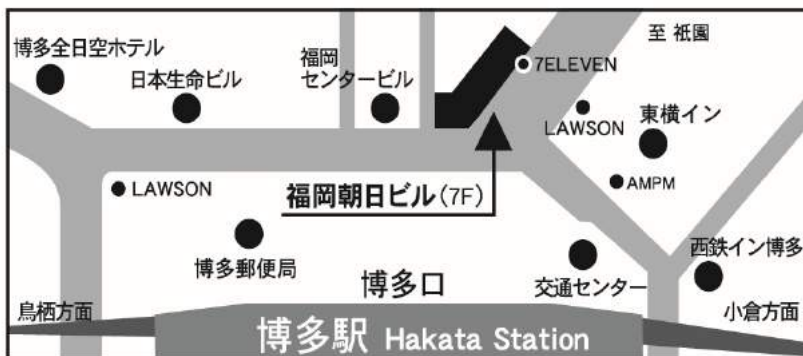 至 祇園
博多全日空ホテル
日本生命ビル
福岡
センタービル
7ELEVEN
LAWSON
東横イン
AMPM
LAWSON
福岡朝日ビル(7F)
博多郵便局
博多口
交通センター
西鉄イン博多
鳥栖方面
小倉方面
博多駅 Hakata Station